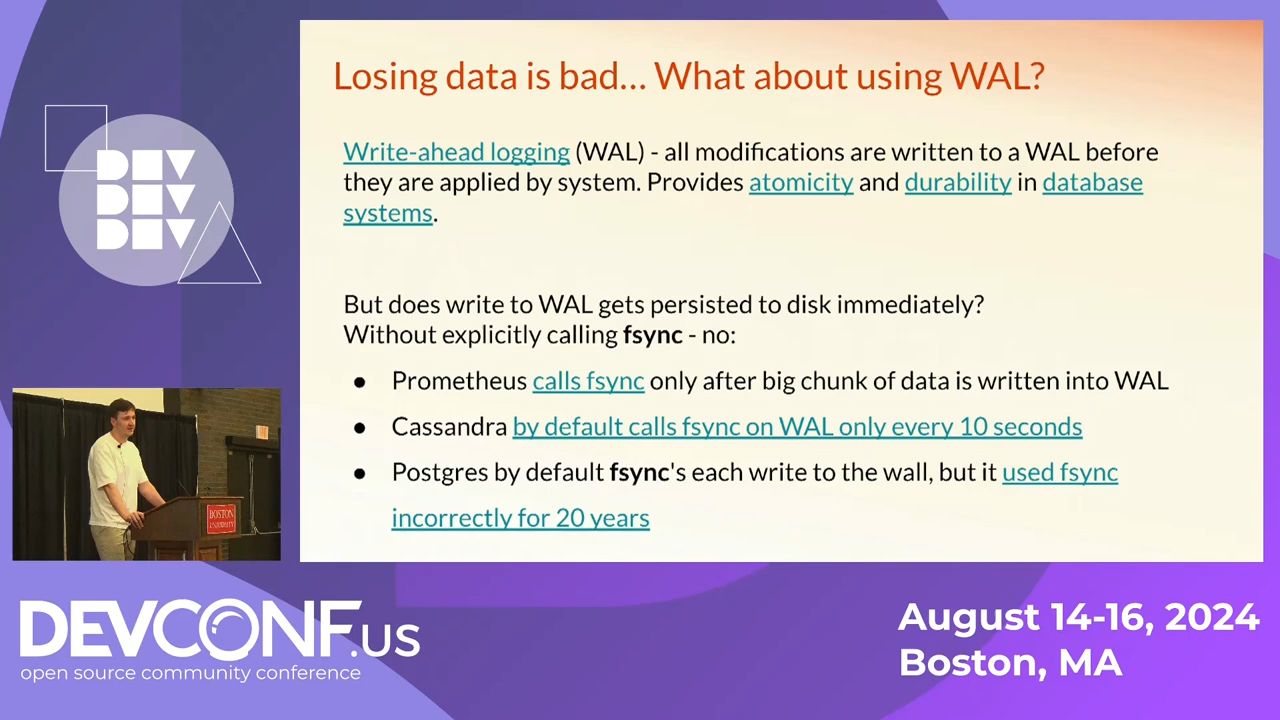 Losing data is bad... What about using WAL?
Write-ahead logging (WAL) - all modifications are written to a WAL before
they are applied by system. Provides atomicity and durability in database
systems.
But does write to WAL gets persisted to disk immediately?
Without explicitly calling fsync - no:
● Prometheus calls fsync only after big chunk of data is written into WAL
● Cassandra by default calls fsync on WAL only every 10 seconds
● Postgres by default fsync's each write to the wall, but it used fsync
incorrectly for 20 years
DEV
DEV
DEV
BOSTON
UNIVERSITY
DEVCONF.us
open source community conference
August 14-16, 2024
Boston, MA